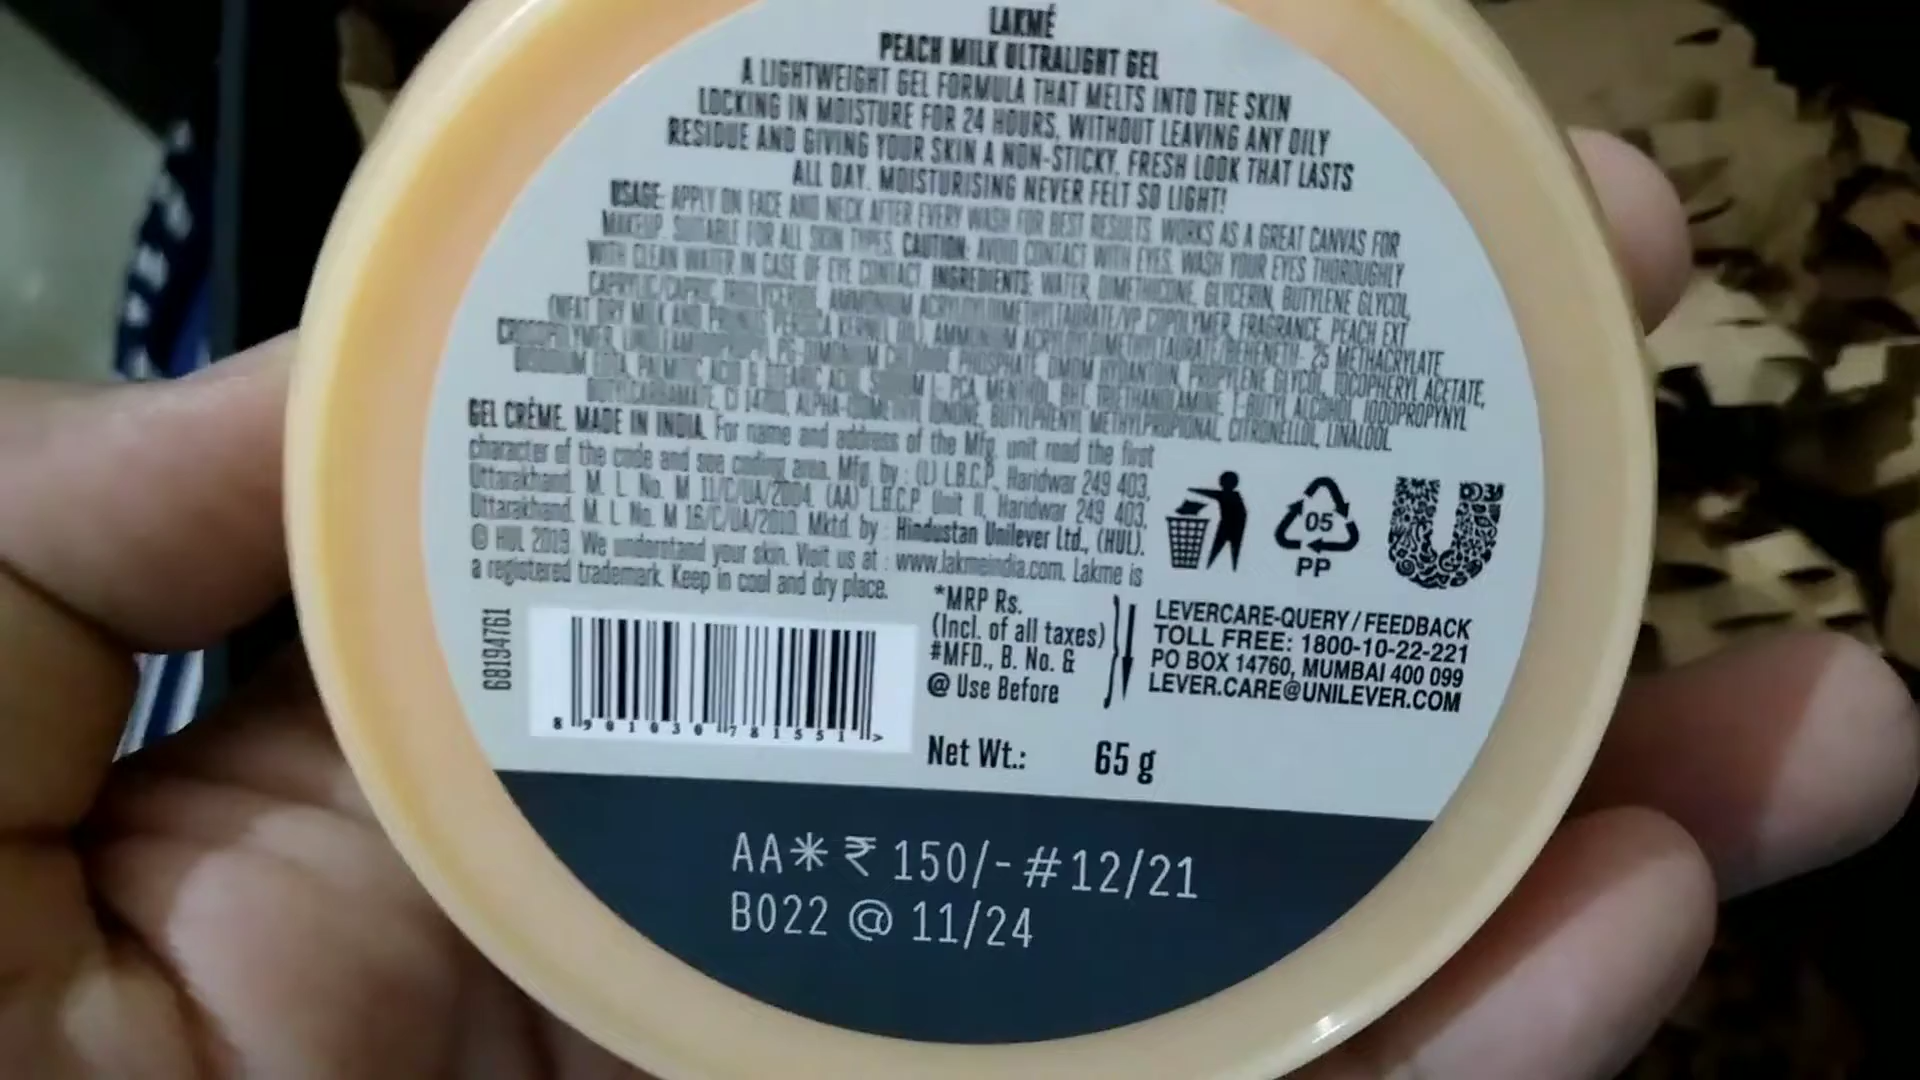 LAKMÉ
PEACH MILK ULTRALIGHT GEL
A LIGHTWEIGHT GEL FORMULA THAT MELTS INTO THE SKIN
LOCKING IN MOISTURE FOR 24 HOURS, WITHOUT LEAVING ANY OILY
RESIDUE AND GIVING YOUR SKIN A NON-STICKY, FRESH LOOK THAT LASTS
ALL DAY. MOISTURISING NEVER FELT SO LIGHT!
USAGE: APPLY ON FACE AND NECK AFTER EVERY WASH FOR BEST RESULTS. WORKS AS A GREAT CANVAS FOR
MAKEUP. SUITABLE FOR ALL SKIN TYPES. CAUTION: AVOID CONTACT WITH EYES. WASH YOUR EYES THOROUGHLY
WITH CLEAN WATER IN CASE OF EYE CONTACT. INGREDIENTS: WATER, DIMETHICONE, GLYCERIN, BUTYLENE GLYCOL,
COPOLYMER, FRAGRANCE, PEACH EXT
METHACRYLATE
PHOSPHATE, PROPYLENE GLYCOL, TOCOPHERYL ACETATE,
MENTHOL, ALCOHOL, IODOPROPYNYL
CI 14700, BUTYLPHENYL METHYLPROPIONAL, CITRONELLOL, LINALOOL
GEL CRÈME. MADE IN INDIA. For name and address of the Mfg. unit read the first
character of the code and see coding area. Mfg. by : (L) L.B.C.P., Haridwar 249 403,
Uttarakhand. M. L. No. M 11/C/UA/2004. (AA) L.B.C.P. Unit II, Haridwar 249 403,
Uttarakhand. M. L. No. M Mktd. by : Hindustan Unilever Ltd., (HUL).
© HUL 2019. We understand your skin. Visit us at : www.lakmeindia.com. Lakme is
a registered trademark. Keep in cool and dry place.
05
PP
68194761
8 901030 781551 >
*MRP Rs.
(Incl. of all taxes)
#MFD., B. No. &
@ Use Before
LEVERCARE-QUERY / FEEDBACK
TOLL FREE: 1800-10-22-221
PO BOX 14760, MUMBAI 400 099
LEVER.CARE@UNILEVER.COM
Net Wt.: 65 g
AA* ₹ 150/- #12/21
B022 @ 11/24